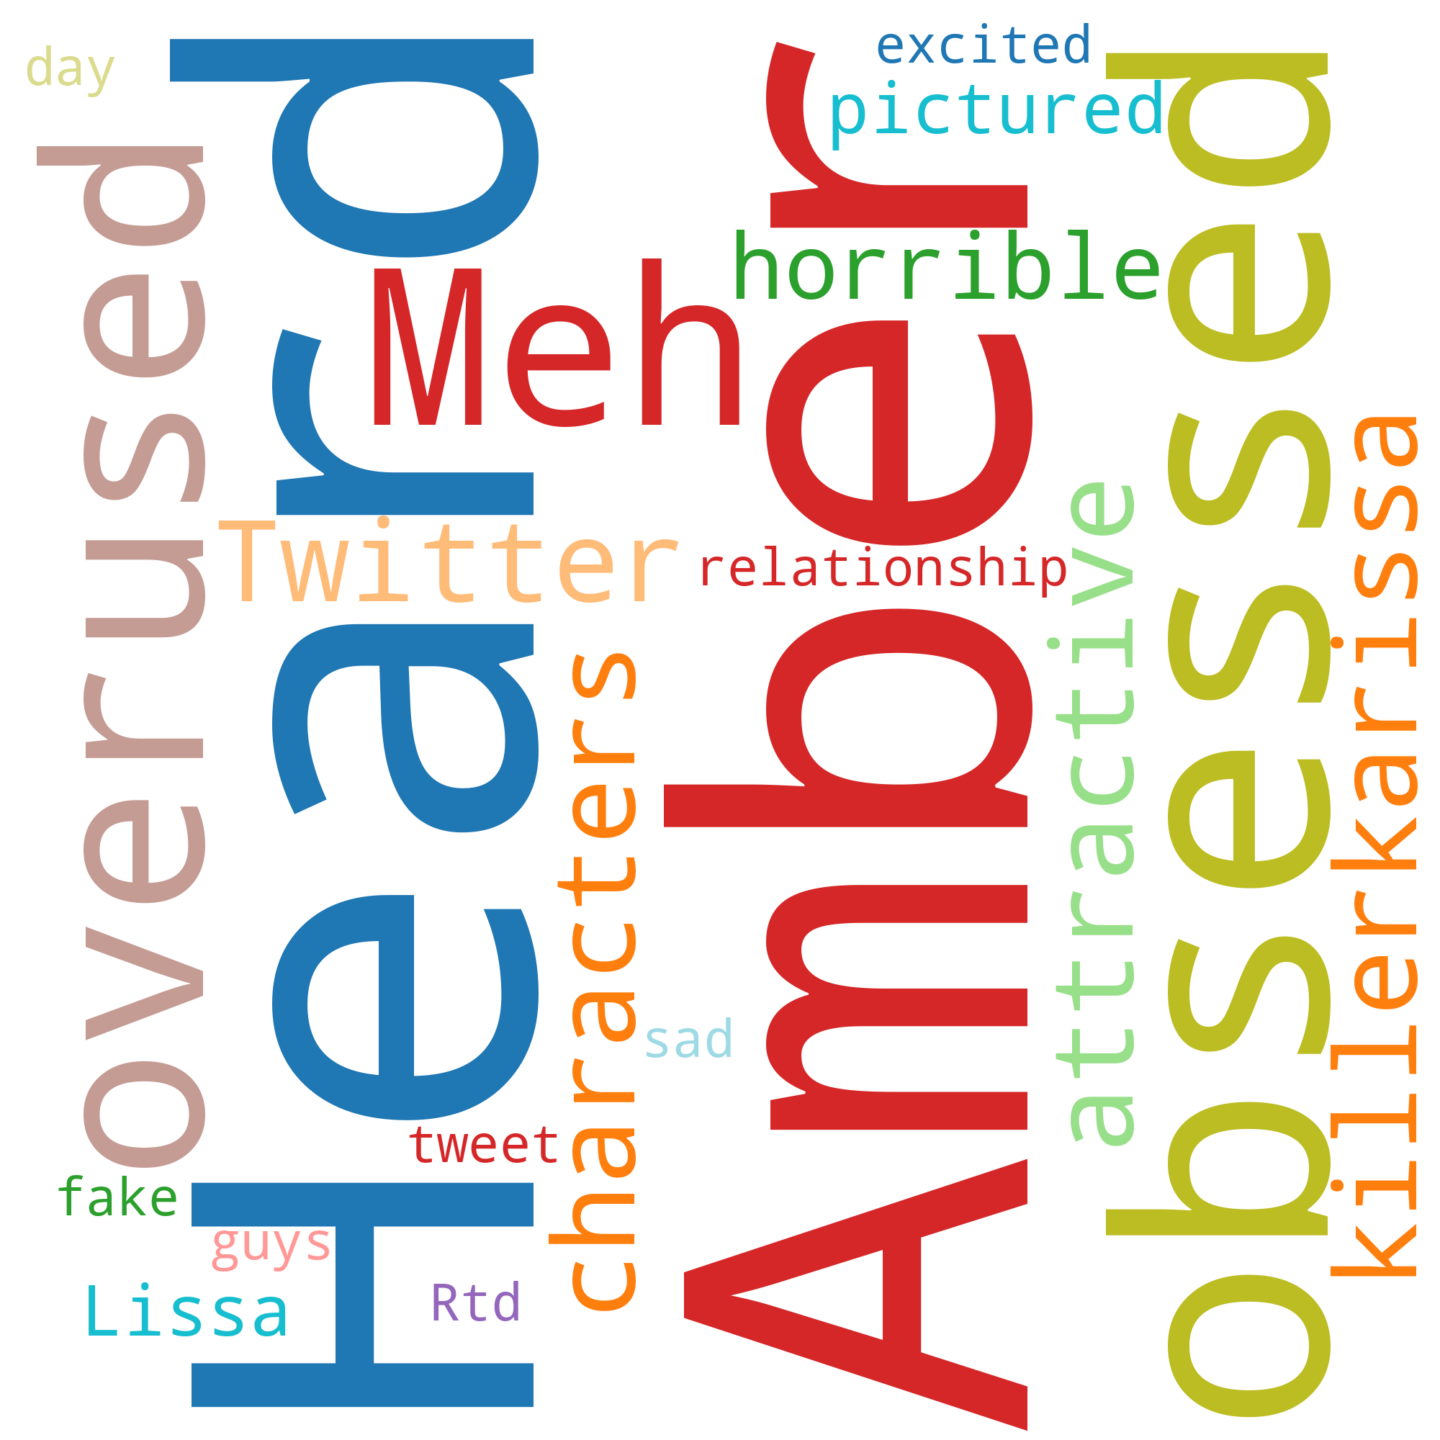 day
excited
pictured
overused
Heard
Meh
horrible
Amber
obsessed
Twitter
relationship
characters
attractive
killerkarissa
sad
tweet
fake
guys
Lissa
Rtd